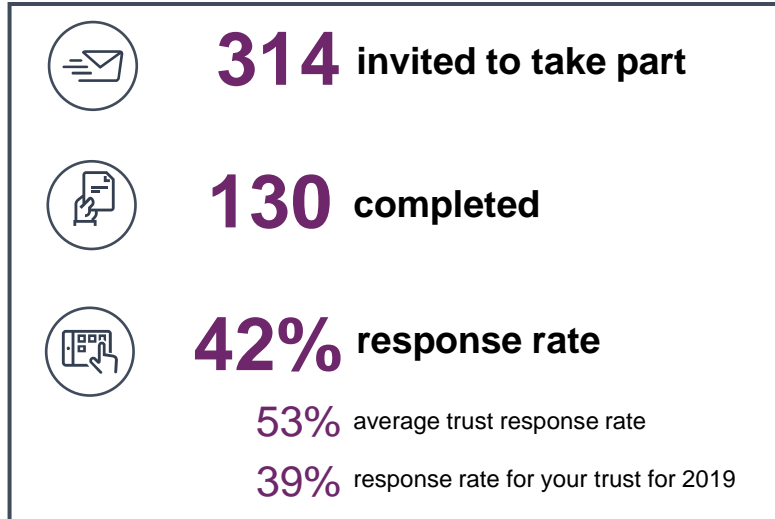 314 invited to take part
130 completed
42% response rate
53% average trust response rate
39% response rate for your trust for 2019